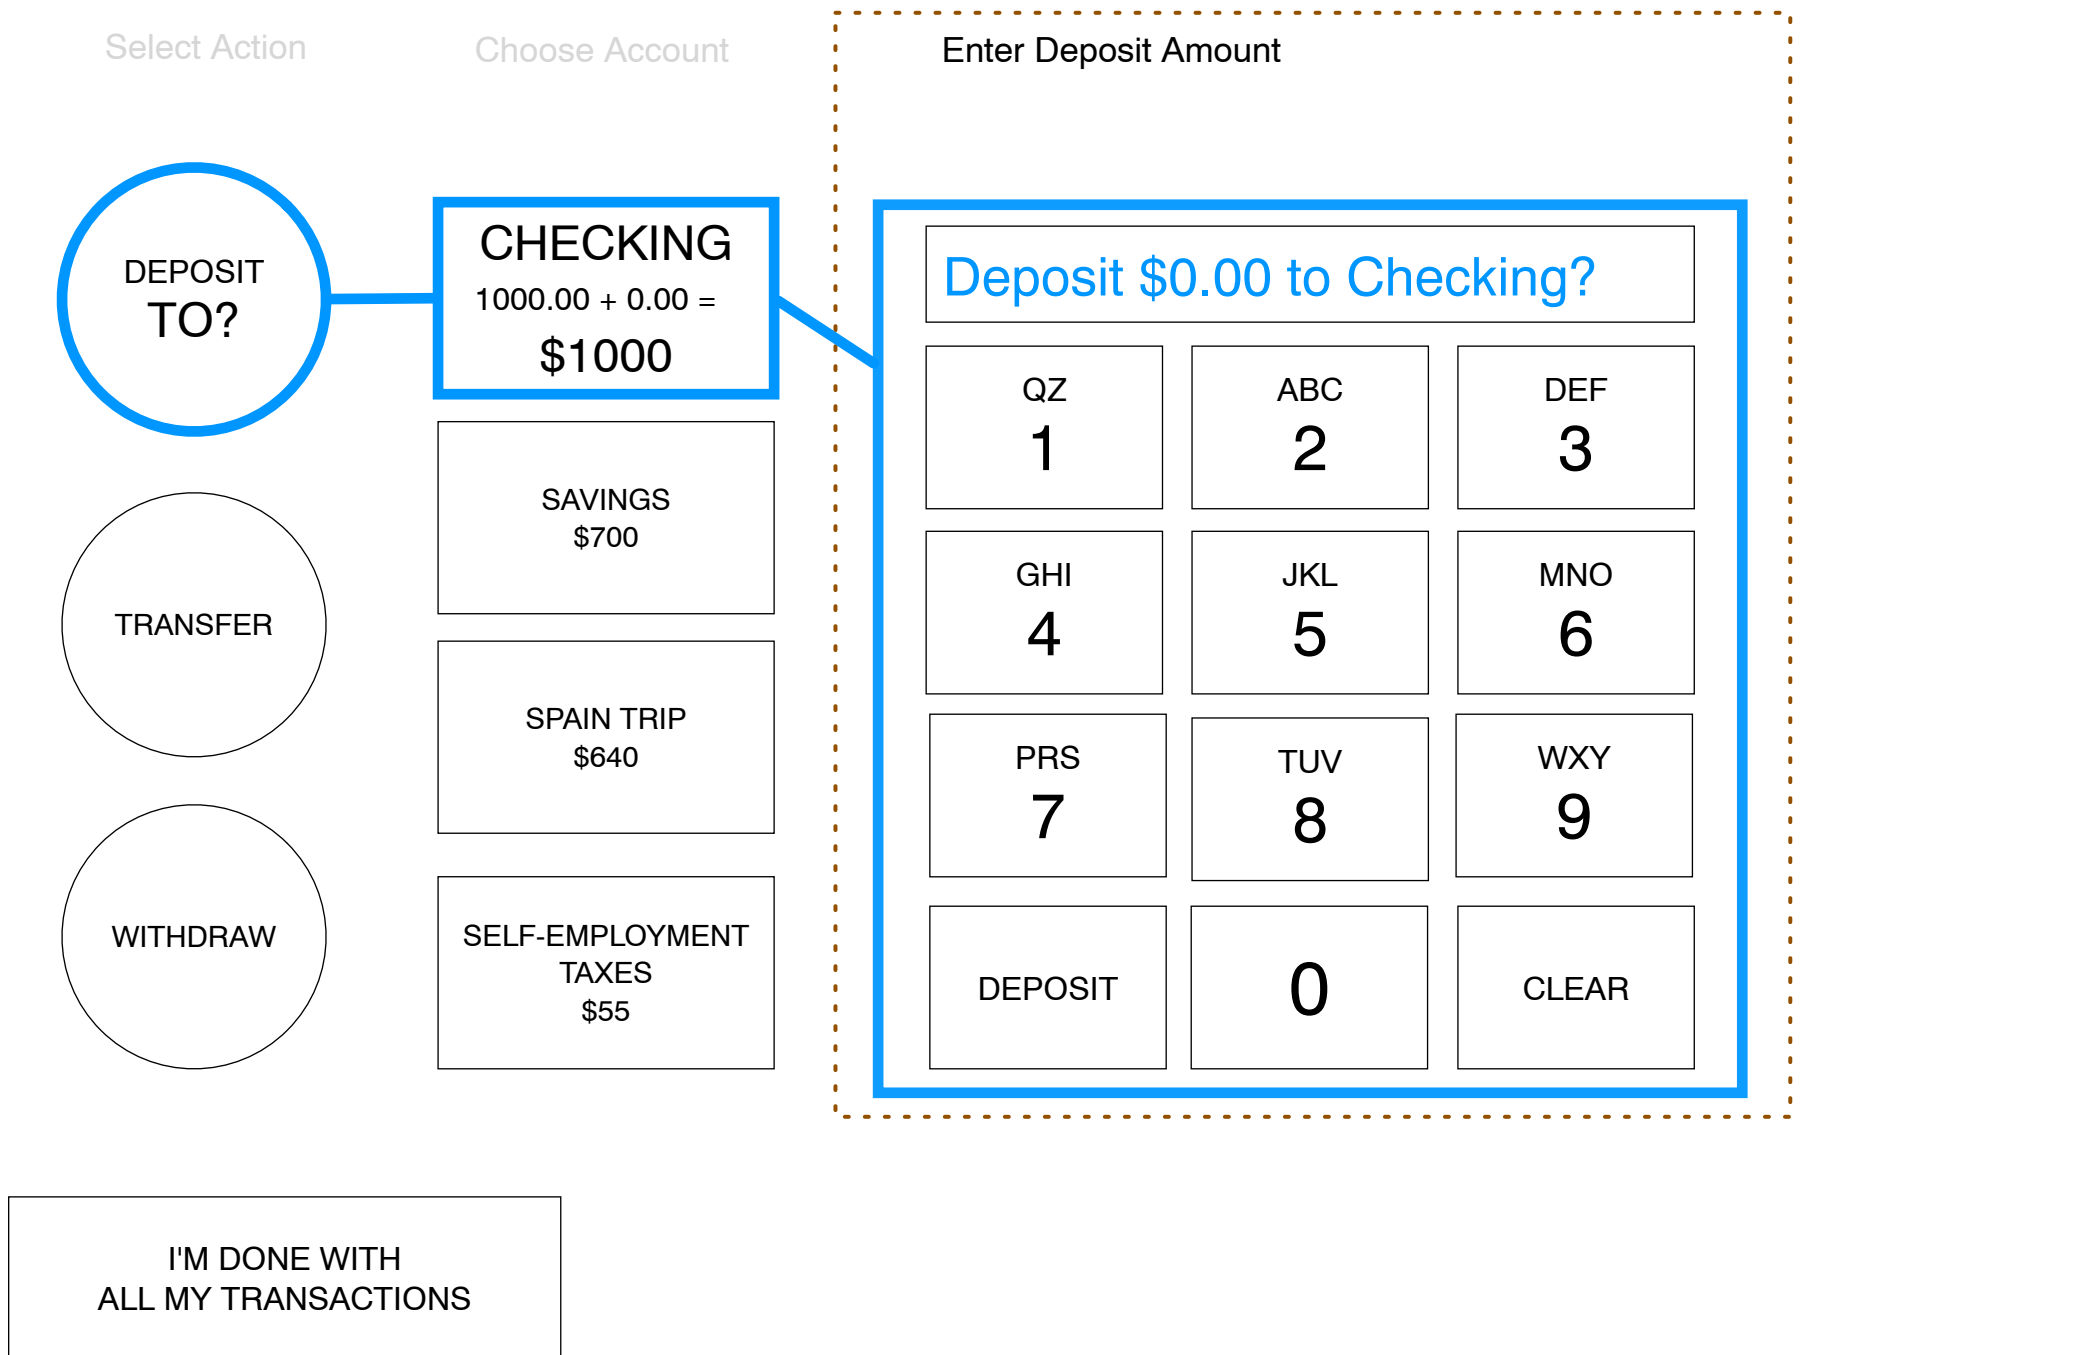 Select Action
Choose Account
Enter Deposit Amount
DEPOSIT
TO?
CHECKING
1000.00 + 0.00 =
$1000
SAVINGS
$700
SPAIN TRIP
$640
SELF-EMPLOYMENT
TAXES
$55
TRANSFER
WITHDRAW
Deposit $0.00 to Checking?
QZ
1
ABC
2
DEF
3
GHI
4
JKL
5
MNO
6
PRS
7
TUV
8
WXY
9
DEPOSIT
0
CLEAR
I'M DONE WITH
ALL MY TRANSACTIONS